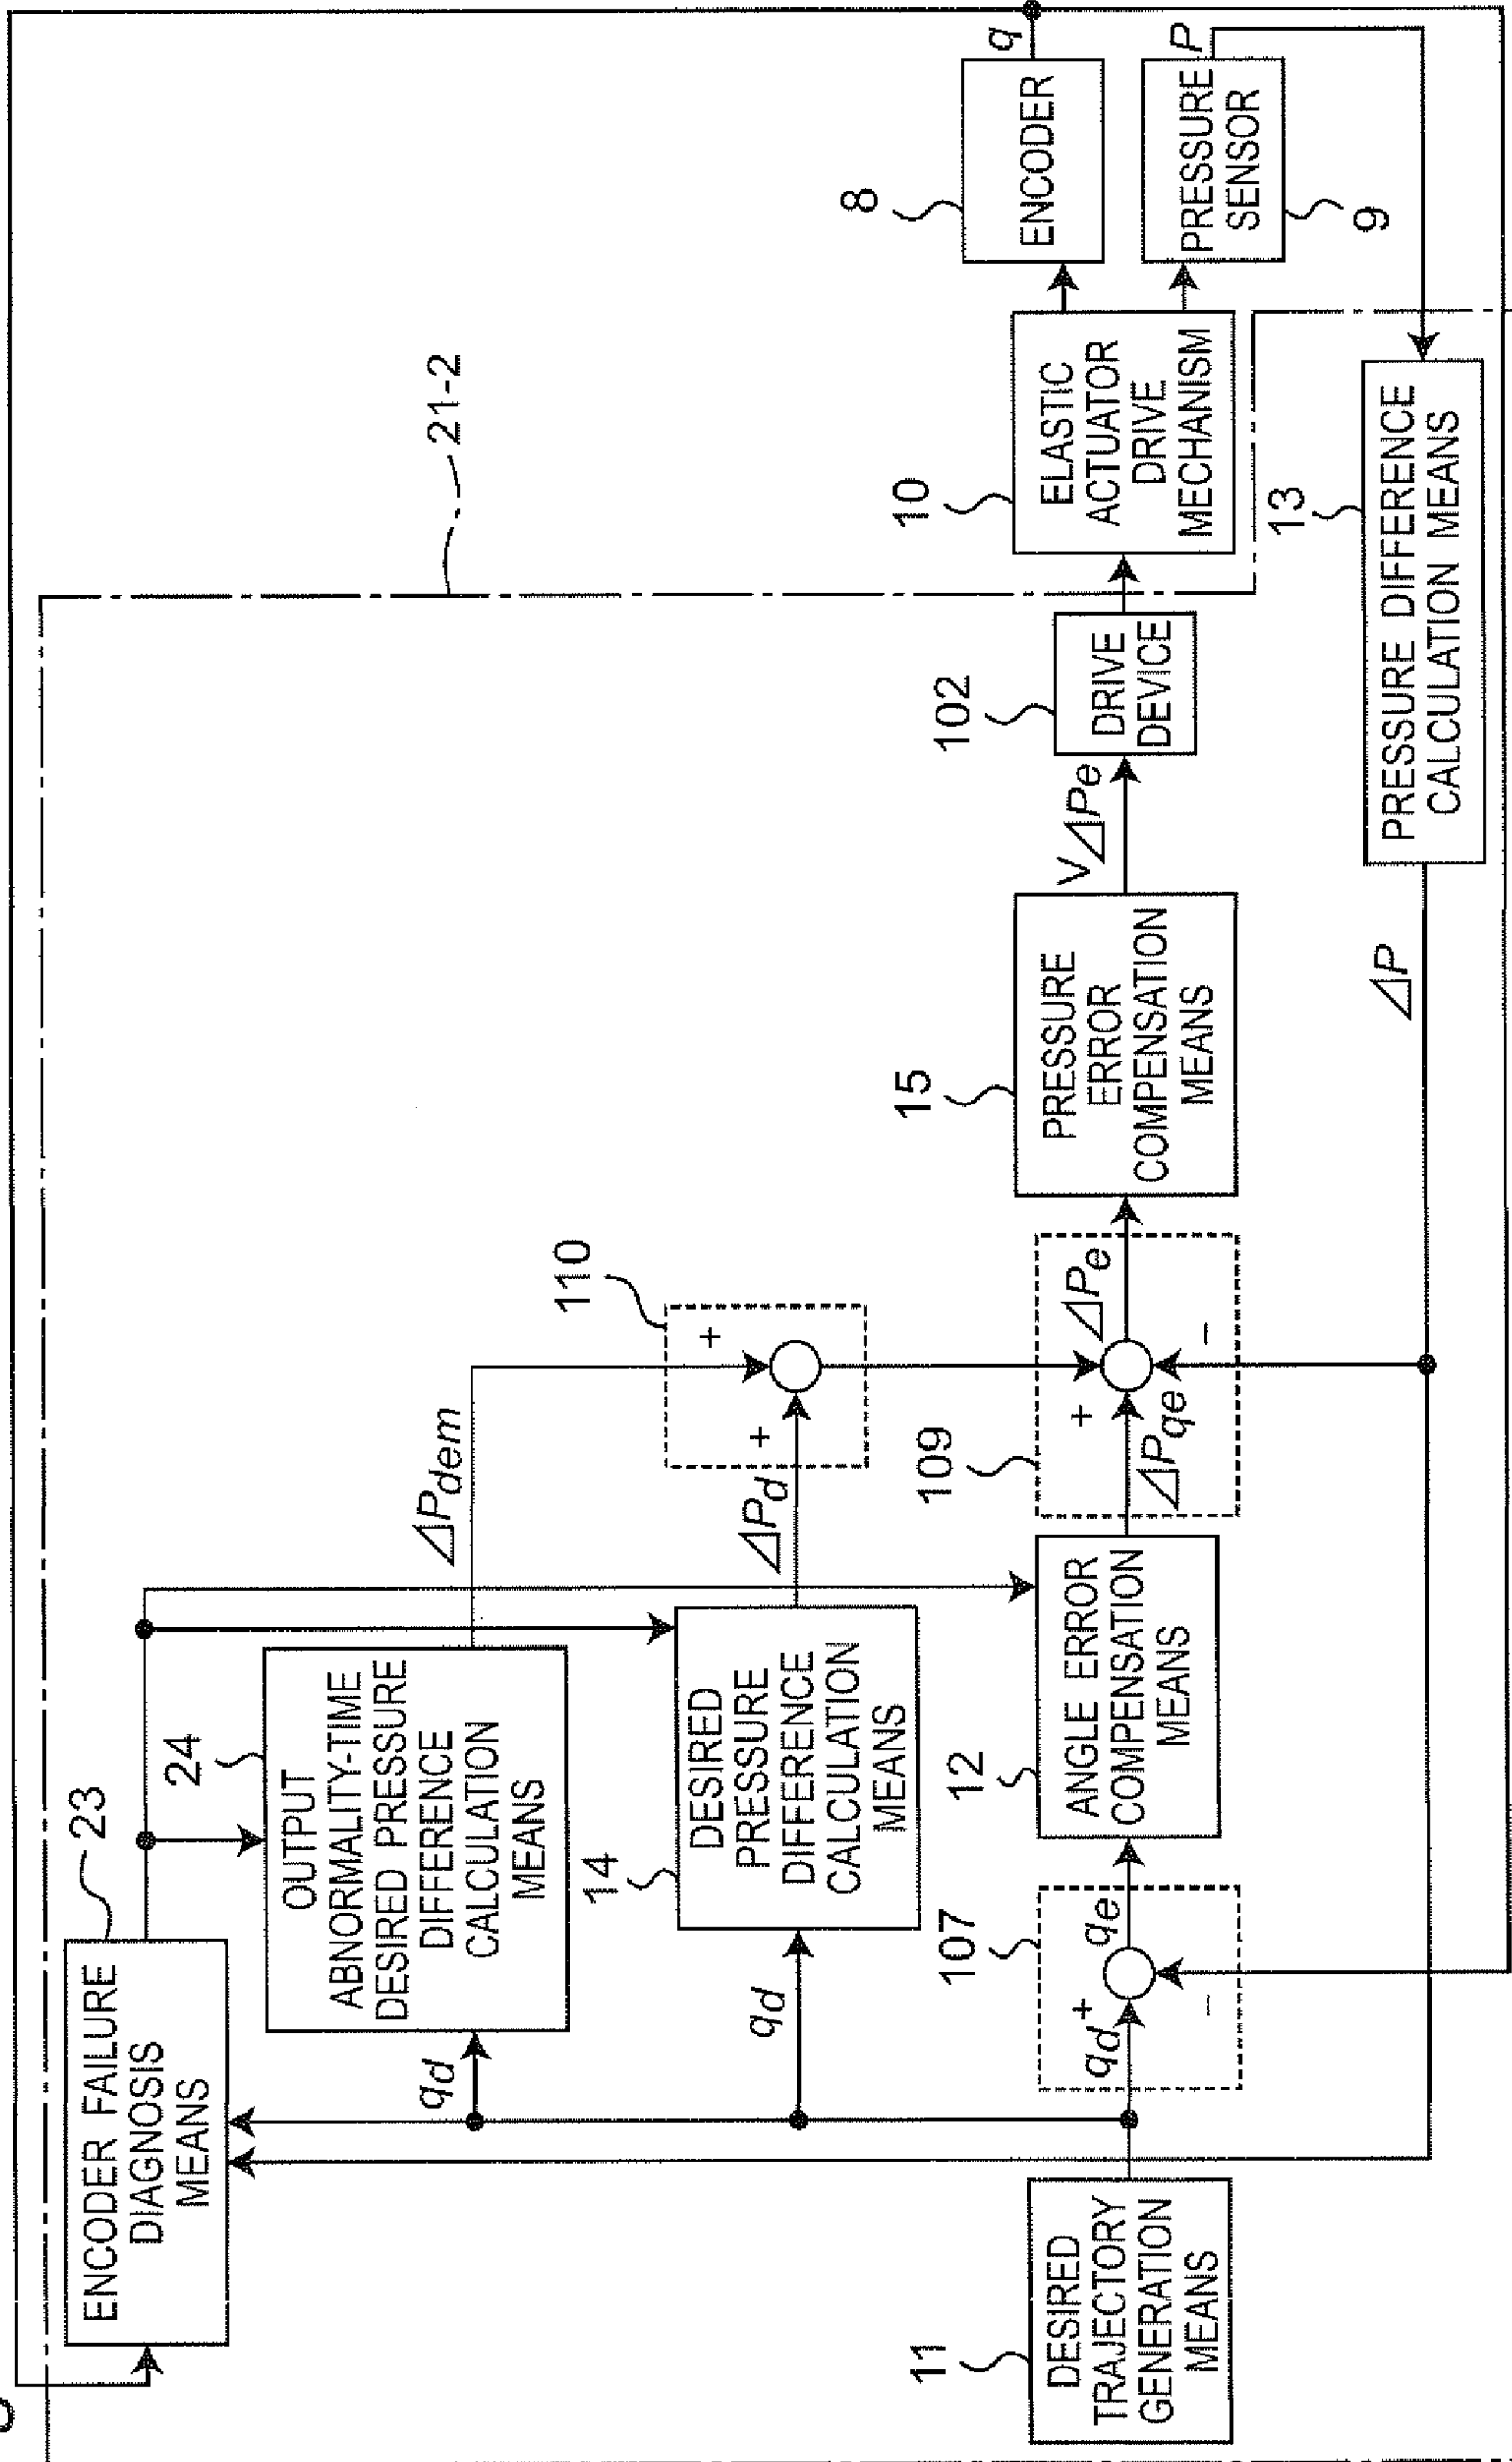 21-2
ENCODER FAILURE
DIAGNOSIS
MEANS
23
24
OUTPUT
ABNORMALITY-TIME
DESIRED PRESSURE
DIFFERENCE
CALCULATION
MEANS
qd
ΔPdem
14
DESIRED
PRESSURE
DIFFERENCE
CALCULATION
MEANS
qd
ΔPd
110
+
+
11
DESIRED
TRAJECTORY
GENERATION
MEANS
107
qd
+
−
qe
12
ANGLE ERROR
COMPENSATION
MEANS
109
ΔPqe
+
−
ΔPe
15
PRESSURE
ERROR
COMPENSATION
MEANS
VΔPe
102
DRIVE
DEVICE
10
ELASTIC
ACTUATOR
DRIVE
MECHANISM
8
ENCODER
q
PRESSURE
SENSOR
9
P
13
PRESSURE DIFFERENCE
CALCULATION MEANS
ΔP